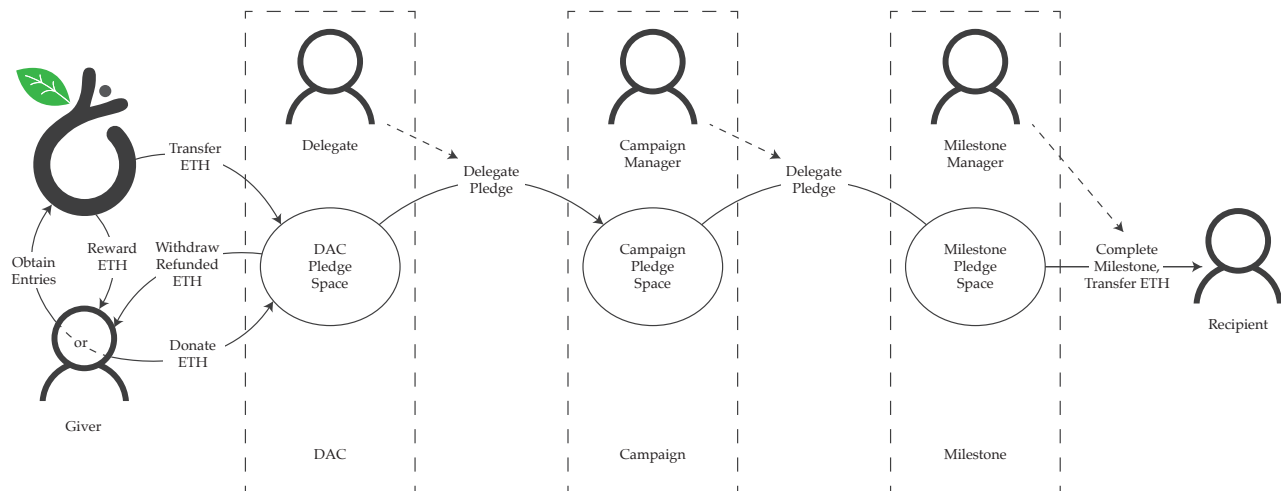 Delegate
Campaign
Manager
Milestone
Manager
Transfer
ETH
Delegate
Pledge
Delegate
Pledge
Obtain
Entries
Reward
ETH
Withdraw
Refunded
ETH
DAC
Pledge
Space
Campaign
Pledge
Space
Milestone
Pledge
Space
Complete
Milestone,
Transfer ETH
Recipient
or
Donate
ETH
Giver
DAC
Campaign
Milestone